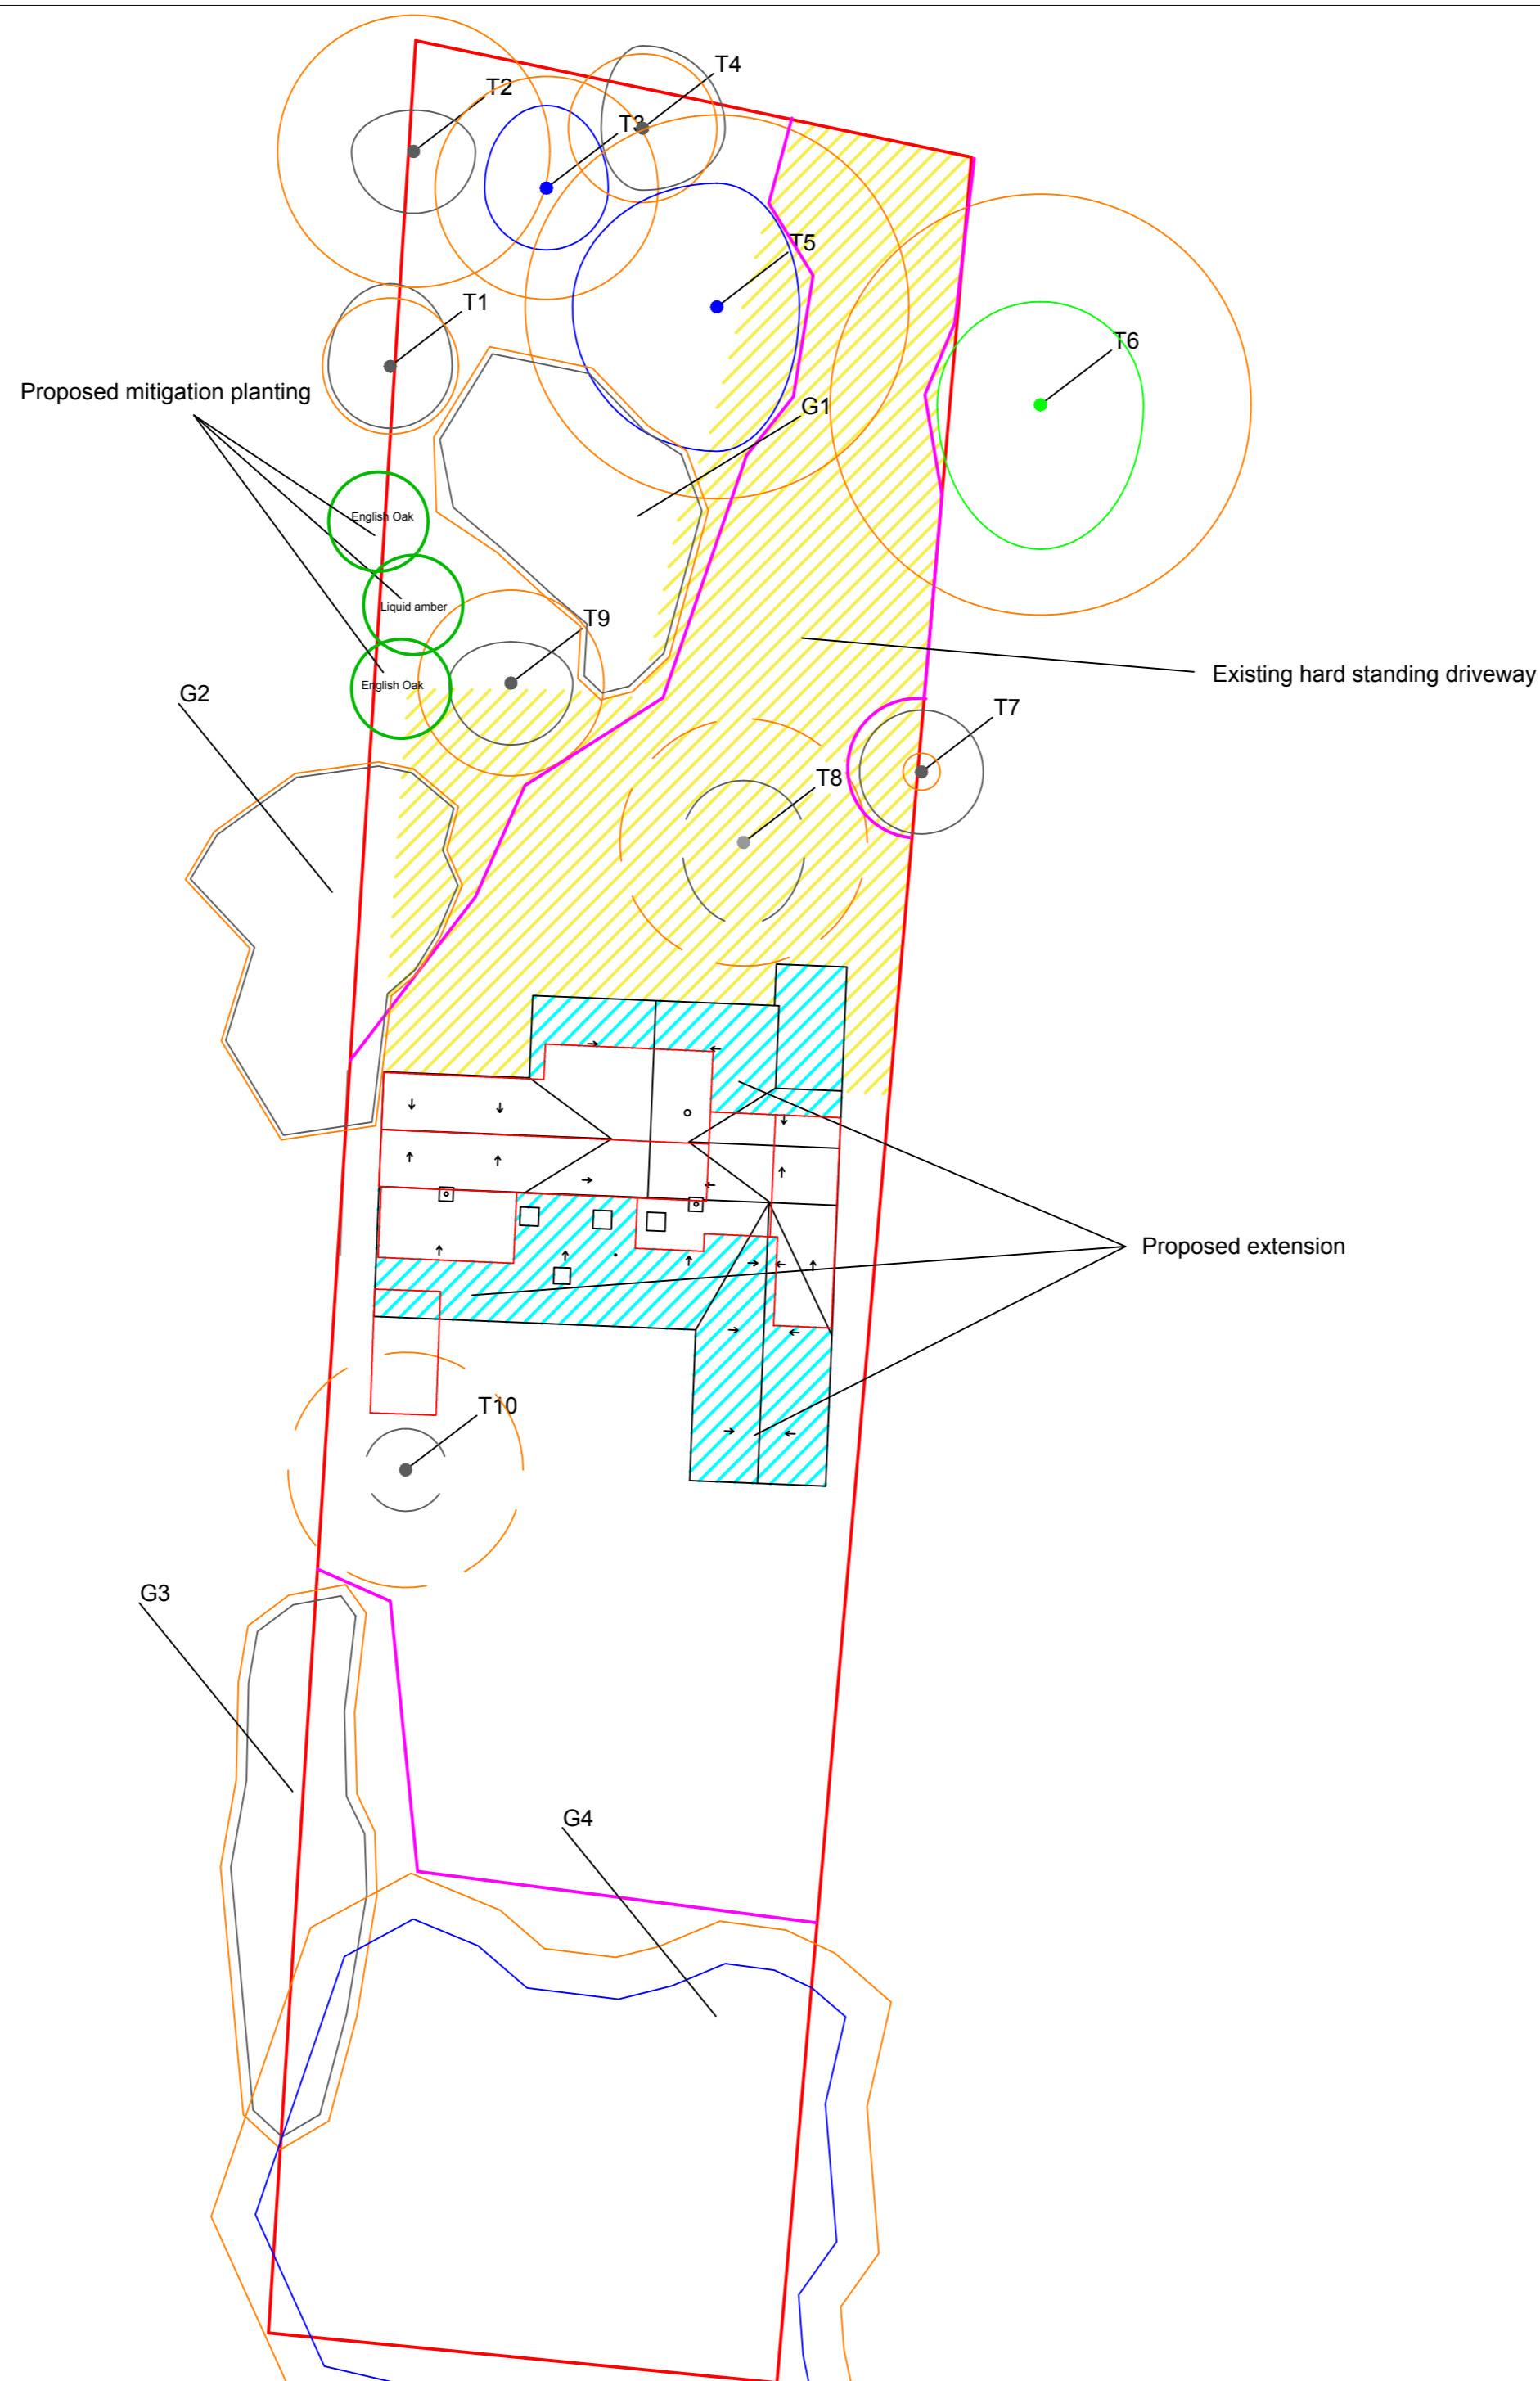 T4
T2
T3
T5
T1
T6
Proposed mitigation planting
G1
English Oak
Liquid amber
T9
Existing hard standing driveway
English Oak
G2
T7
T8
Proposed extension
T10
G3
G4